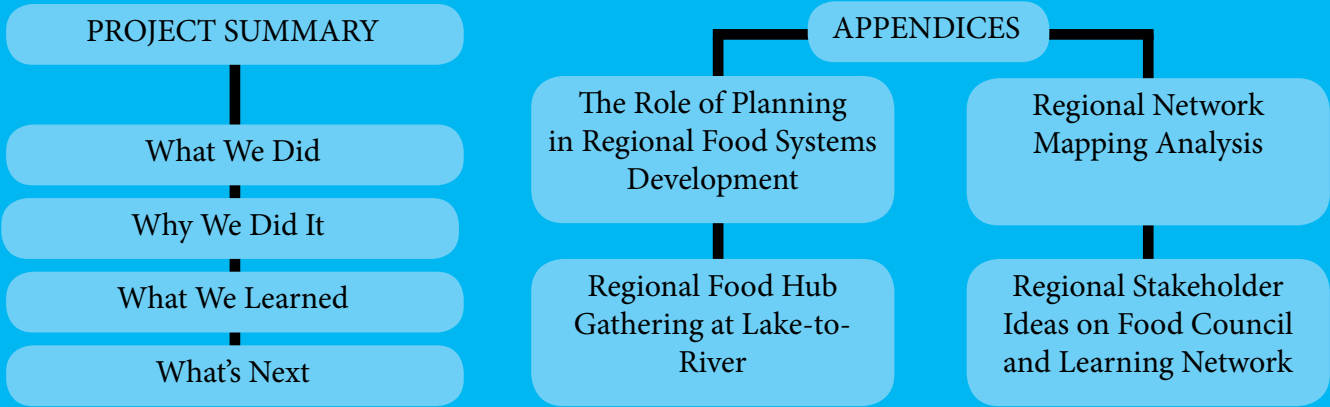 PROJECT SUMMARY
What We Did
Why We Did It
What We Learned
What's Next
APPENDICES
The Role of Planning
in Regional Food Systems
Development
Regional Network
Mapping Analysis
Regional Food Hub
Gathering at Lake-to-
River
Regional Stakeholder
Ideas on Food Council
and Learning Network